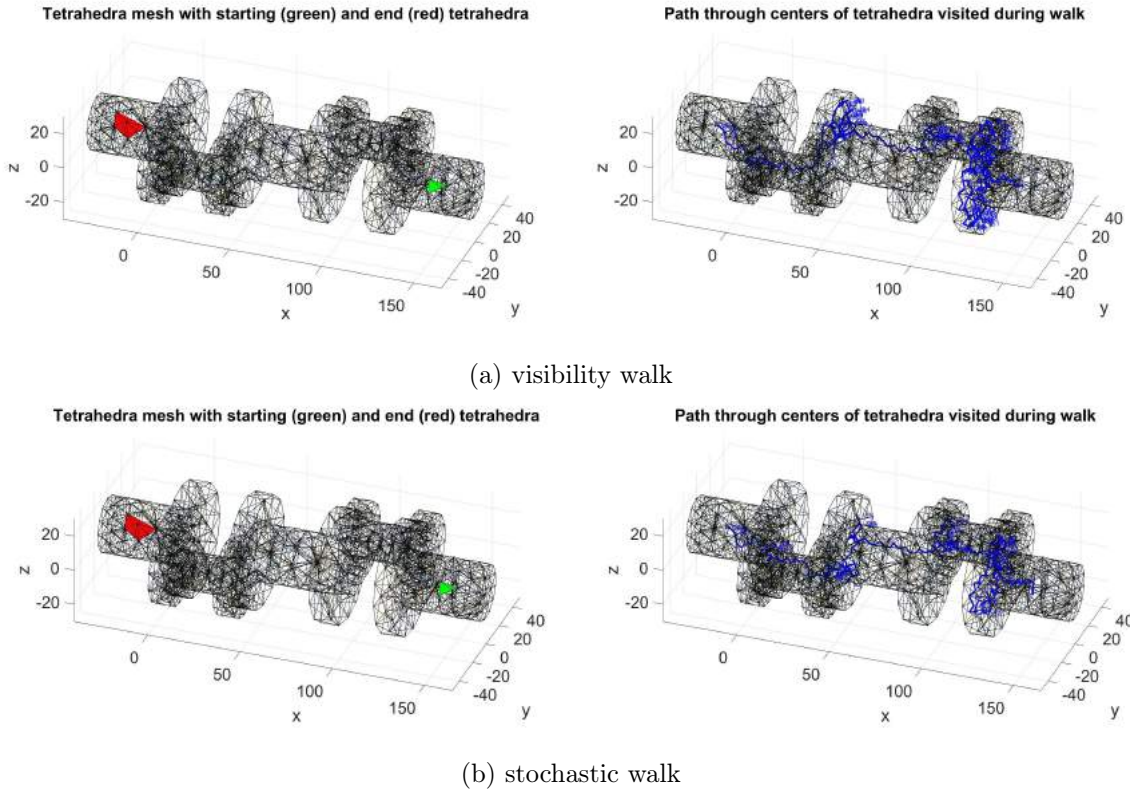 Tetrahedra mesh with starting (green) and end (red) tetrahedra
Path through centers of tetrahedra visited during walk
20
0
-20
z
0
50
100
150
x
40
20
0
-20
-40
y
20
0
-20
z
0
50
100
150
x
40
20
0
-20
-40
y
(a) visibility walk
Tetrahedra mesh with starting (green) and end (red) tetrahedra
Path through centers of tetrahedra visited during walk
20
0
-20
z
0
50
100
150
x
40
20
0
-20
-40
y
20
0
-20
z
0
50
100
150
x
40
20
0
-20
-40
y
(b) stochastic walk